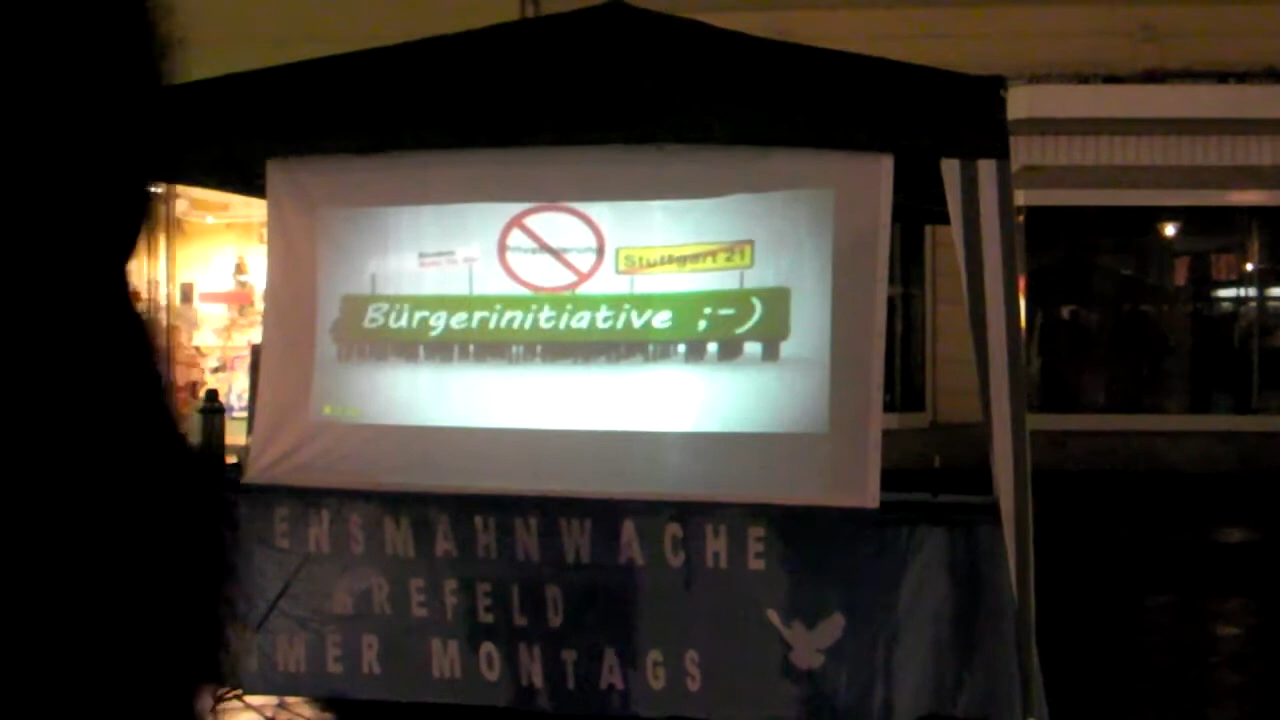 Stuttgart 21
Bürgerinitiative ;-)
ENSMAHNWACHE
REFELD
MER MONTAGS